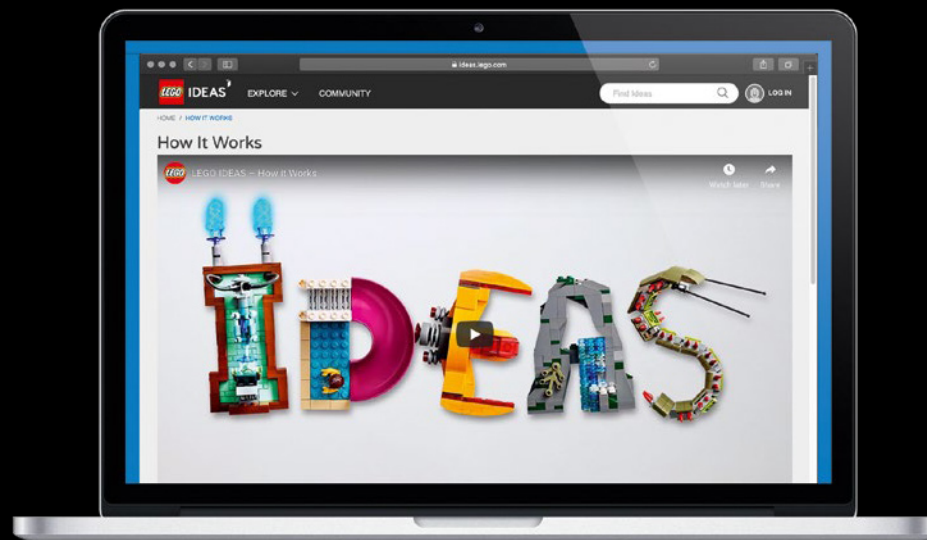 ideas.lego.com
LEGO IDEAS EXPLORE COMMUNITY Find Ideas LOG IN
HOME / HOW IT WORKS
How It Works
LEGO LEGO IDEAS – How It Works Watch later Share
IDEAS